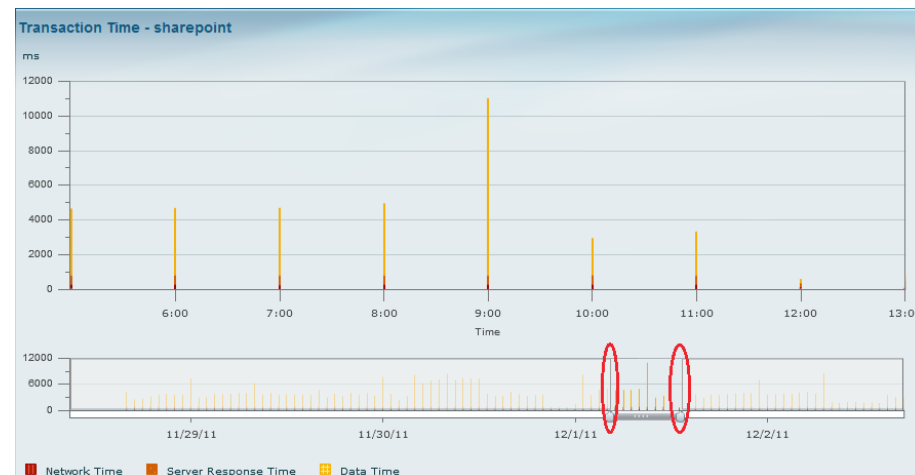 Transaction Time - sharepoint
ms
12000
10000
8000
6000
4000
2000
0
6:00 7:00 8:00 9:00 10:00 11:00 12:00 13:0
Time
12000
6000
0
11/29/11 11/30/11 12/1/11 12/2/11
Network Time Server Response Time Data Time